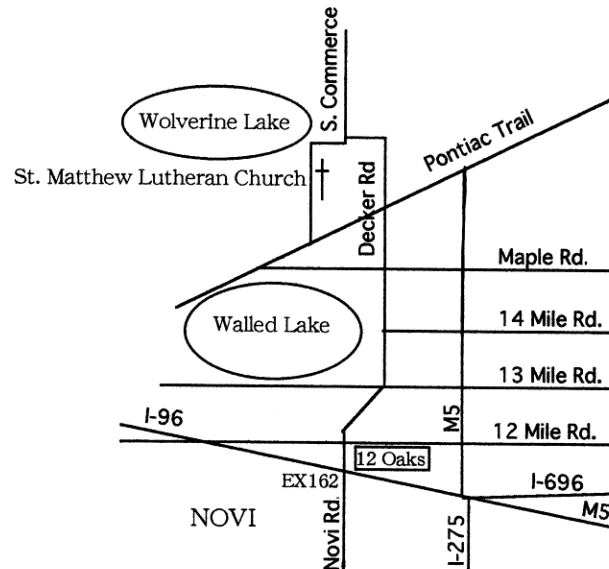 S. Commerce
Wolverine Lake
Pontiac Trail
St. Matthew Lutheran Church
Decker Rd
Maple Rd.
Walled Lake
14 Mile Rd.
13 Mile Rd.
M5
I-96
12 Mile Rd.
12 Oaks
EX162
I-696
NOVI
Novi Rd.
I-275
M5